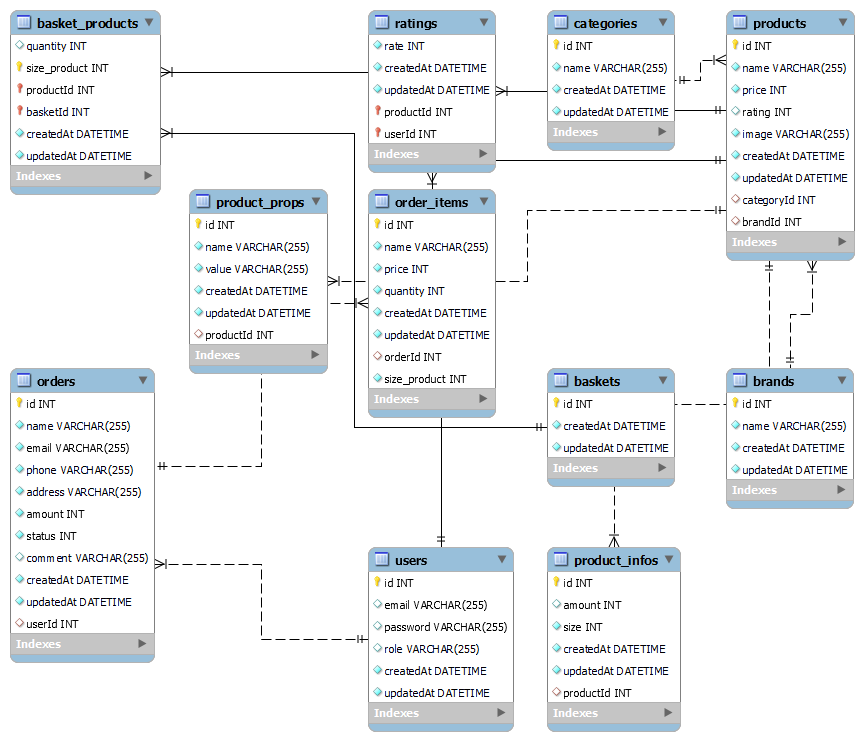 basket_products
quantity INT
size_product INT
productId INT
basketId INT
createdAt DATETIME
updatedAt DATETIME
Indexes
ratings
rate INT
createdAt DATETIME
updatedAt DATETIME
productId INT
userId INT
Indexes
categories
id INT
name VARCHAR(255)
createdAt DATETIME
updatedAt DATETIME
Indexes
products
id INT
name VARCHAR(255)
price INT
rating INT
image VARCHAR(255)
createdAt DATETIME
updatedAt DATETIME
categoryId INT
brandId INT
Indexes
product_props
id INT
name VARCHAR(255)
value VARCHAR(255)
createdAt DATETIME
updatedAt DATETIME
productId INT
Indexes
order_items
id INT
name VARCHAR(255)
price INT
quantity INT
createdAt DATETIME
updatedAt DATETIME
orderId INT
size_product INT
Indexes
orders
id INT
name VARCHAR(255)
email VARCHAR(255)
phone VARCHAR(255)
address VARCHAR(255)
amount INT
status INT
comment VARCHAR(255)
createdAt DATETIME
updatedAt DATETIME
userId INT
Indexes
baskets
id INT
createdAt DATETIME
updatedAt DATETIME
Indexes
brands
id INT
name VARCHAR(255)
createdAt DATETIME
updatedAt DATETIME
Indexes
users
id INT
email VARCHAR(255)
password VARCHAR(255)
role VARCHAR(255)
createdAt DATETIME
updatedAt DATETIME
Indexes
product_infos
id INT
amount INT
size INT
createdAt DATETIME
updatedAt DATETIME
productId INT
Indexes